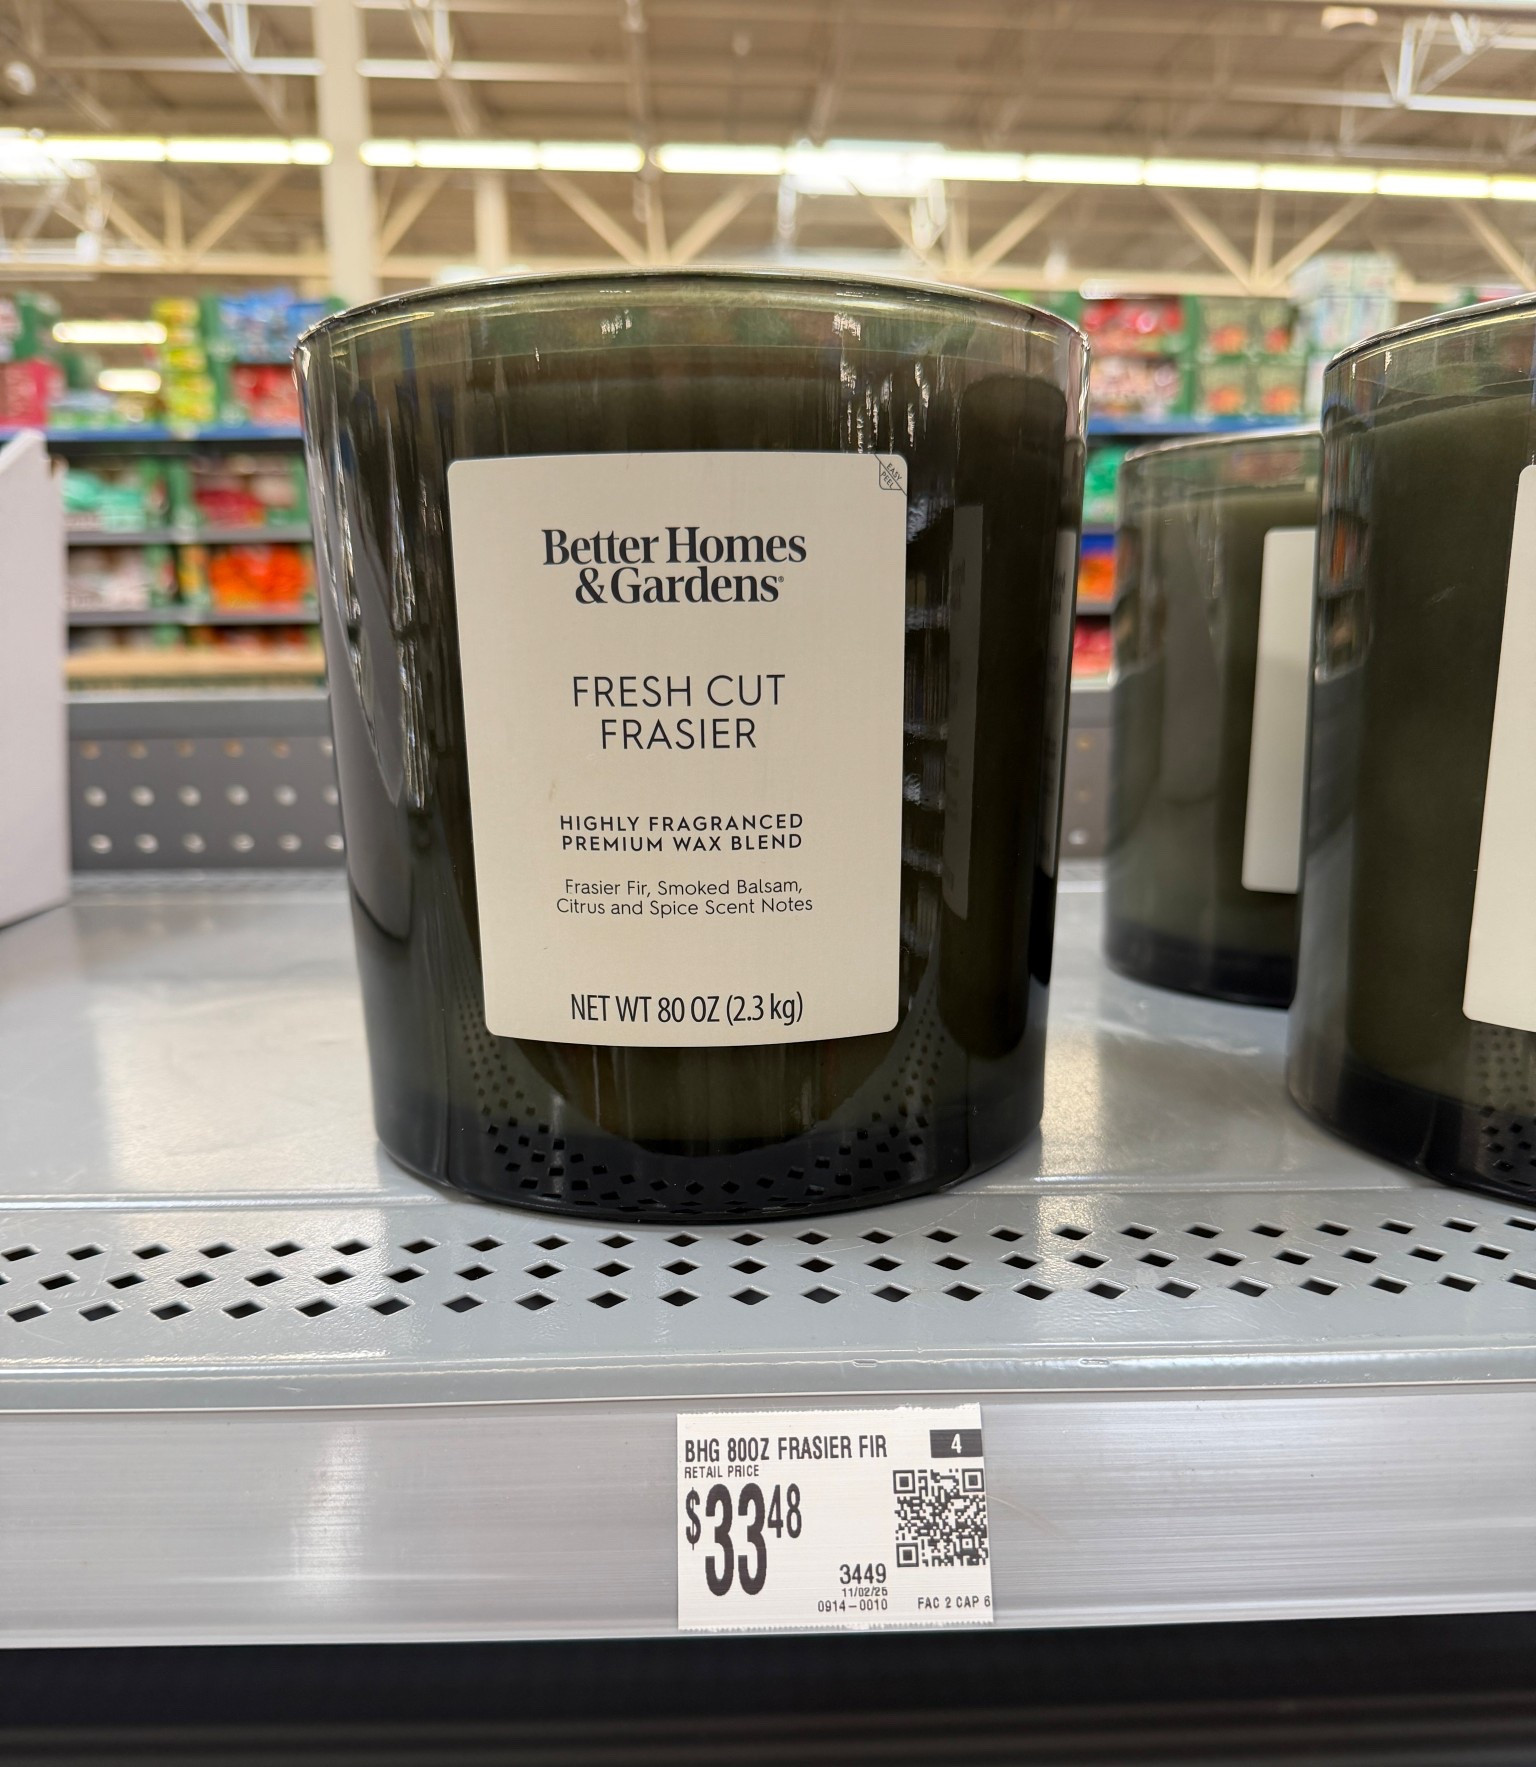 EASY
PEEL
Better Homes
& Gardens®
FRESH CUT
FRASIER
HIGHLY FRAGRANCED
PREMIUM WAX BLEND
Frasier Fir, Smoked Balsam,
Citrus and Spice Scent Notes
NET WT 80 OZ (2.3 kg)
BHG 80OZ FRASIER FIR 4
RETAIL PRICE
$33 48
3449
11/02/25
0914-0010 FAC 2 CAP 6